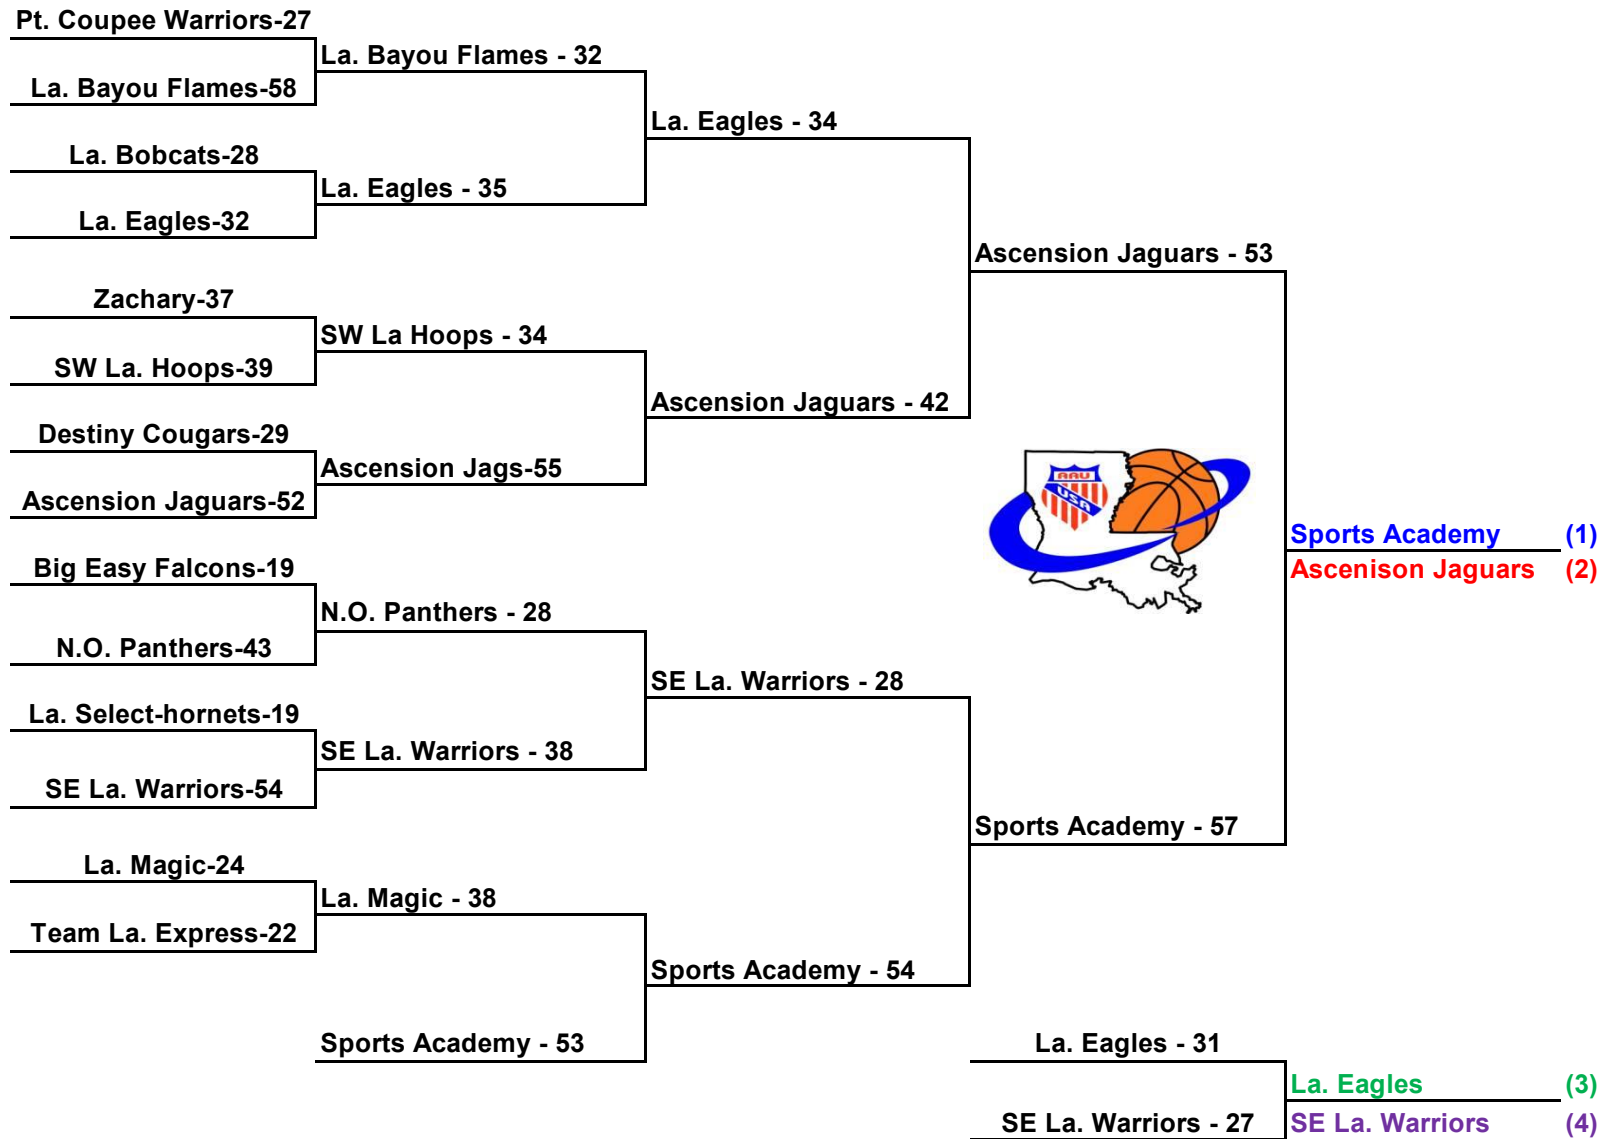 Pt. Coupee Warriors-27
La. Bayou Flames-58
La. Bobcats-28
La. Eagles-32
Zachary-37
SW La. Hoops-39
Destiny Cougars-29
Ascension Jaguars-52
Big Easy Falcons-19
N.O. Panthers-43
La. Select-hornets-19
SE La. Warriors-54
La. Magic-24
Team La. Express-22
La. Bayou Flames - 32
La. Eagles - 35
SW La Hoops - 34
Ascension Jags-55
N.O. Panthers - 28
SE La. Warriors - 38
La. Magic - 38
Sports Academy - 53
La. Eagles - 34
Ascension Jaguars - 42
SE La. Warriors - 28
Sports Academy - 54
Ascension Jaguars - 53
AAU
USA
Sports Academy - 57
La. Eagles - 31
SE La. Warriors - 27
Sports Academy (1)
Ascenison Jaguars (2)
La. Eagles (3)
SE La. Warriors (4)